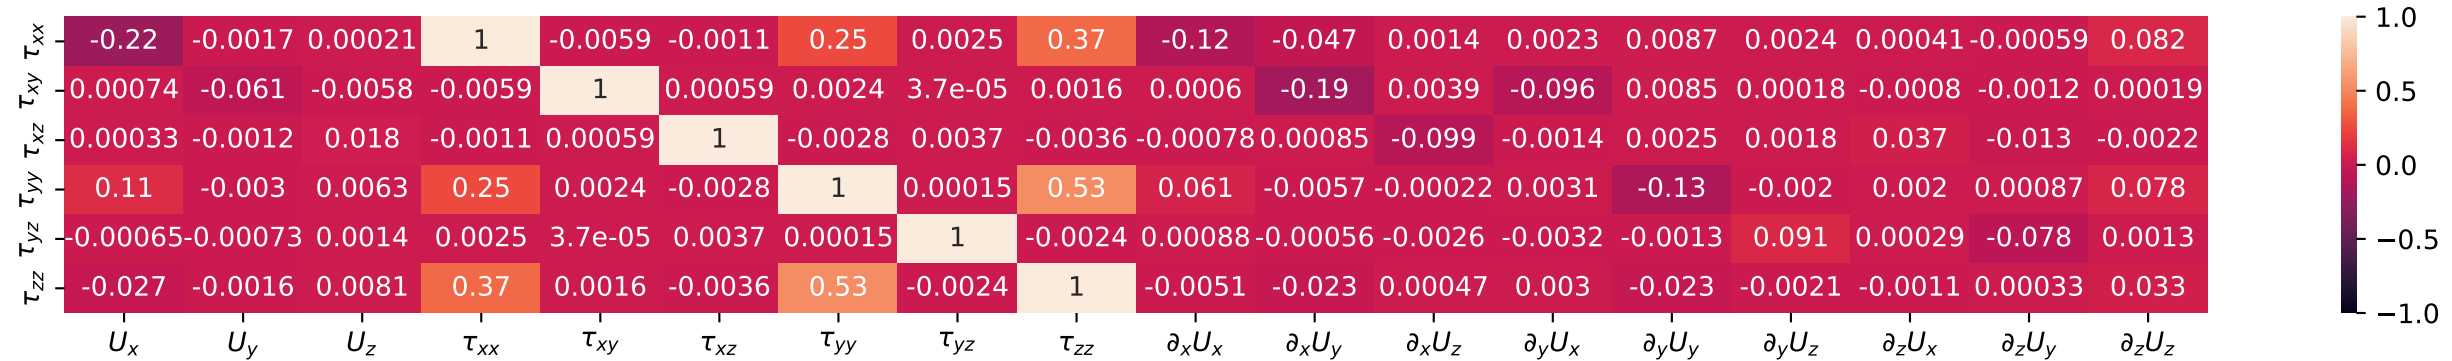 τxx -0.22 -0.0017 0.00021 1 -0.0059 -0.0011 0.25 0.0025 0.37 -0.12 -0.047 0.0014 0.0023 0.0087 0.0024 0.00041 -0.00059 0.082
τxy 0.00074 -0.061 -0.0058 -0.0059 1 0.00059 0.0024 3.7e-05 0.0016 0.0006 -0.19 0.0039 -0.096 0.0085 0.00018 -0.0008 -0.0012 0.00019
τxz 0.00033 -0.0012 0.018 -0.0011 0.00059 1 -0.0028 0.0037 -0.0036 -0.00078 0.00085 -0.099 -0.0014 0.0025 0.0018 0.037 -0.013 -0.0022
τyy 0.11 -0.003 0.0063 0.25 0.0024 -0.0028 1 0.00015 0.53 0.061 -0.0057 -0.00022 0.0031 -0.13 -0.002 0.002 0.00087 0.078
τyz -0.00065 -0.00073 0.0014 0.0025 3.7e-05 0.0037 0.00015 1 -0.0024 0.00088 -0.00056 -0.0026 -0.0032 -0.0013 0.091 0.00029 -0.078 0.0013
τzz -0.027 -0.0016 0.0081 0.37 0.0016 -0.0036 0.53 -0.0024 1 -0.0051 -0.023 0.00047 0.003 -0.023 -0.0021 -0.0011 0.00033 0.033
Ux Uy Uz τxx τxy τxz τyy τyz τzz ∂xUx ∂xUy ∂xUz ∂yUx ∂yUy ∂yUz ∂zUx ∂zUy ∂zUz
1.0
0.5
0.0
−0.5
−1.0